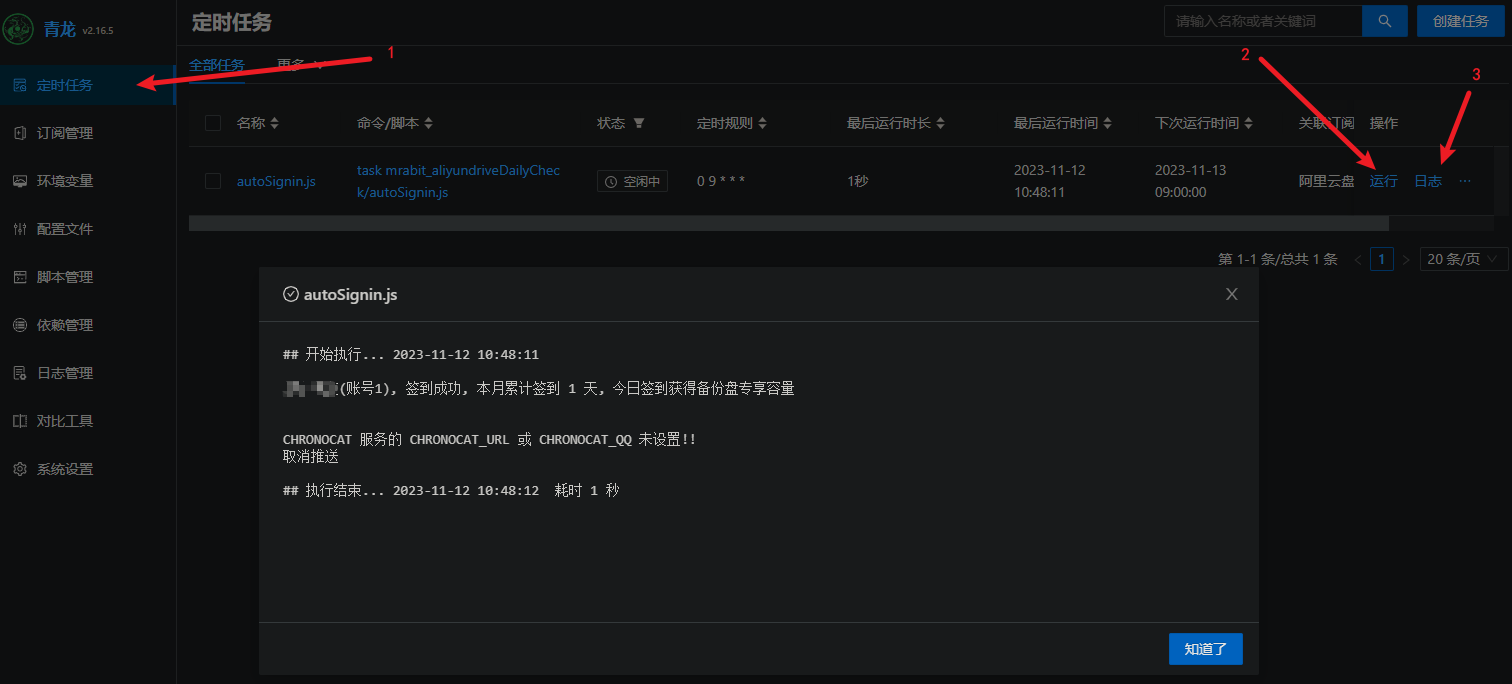 青龙 v2.16.5
定时任务
请输入名称或者关键词
创建任务
1
全部任务 更多
2
3
定时任务
订阅管理
环境变量
配置文件
脚本管理
依赖管理
日志管理
对比工具
系统设置
名称 命令/脚本 状态 定时规则 最后运行时长 最后运行时间 下次运行时间 关联订阅 操作
autoSignin.js
task mrabit_aliyundriveDailyChec
k/autoSignin.js
空闲中
0 9 * * *
1秒
2023-11-12
10:48:11
2023-11-13
09:00:00
阿里云盘
运行 日志 ...
第 1-1 条/总共 1 条 < 1 > 20 条/页
autoSignin.js X
## 开始执行... 2023-11-12 10:48:11
(账号1), 签到成功, 本月累计签到 1 天, 今日签到获得备份盘专享容量
CHRONOCAT 服务的 CHRONOCAT_URL 或 CHRONOCAT_QQ 未设置!!
取消推送
## 执行结束... 2023-11-12 10:48:12 耗时 1 秒
知道了